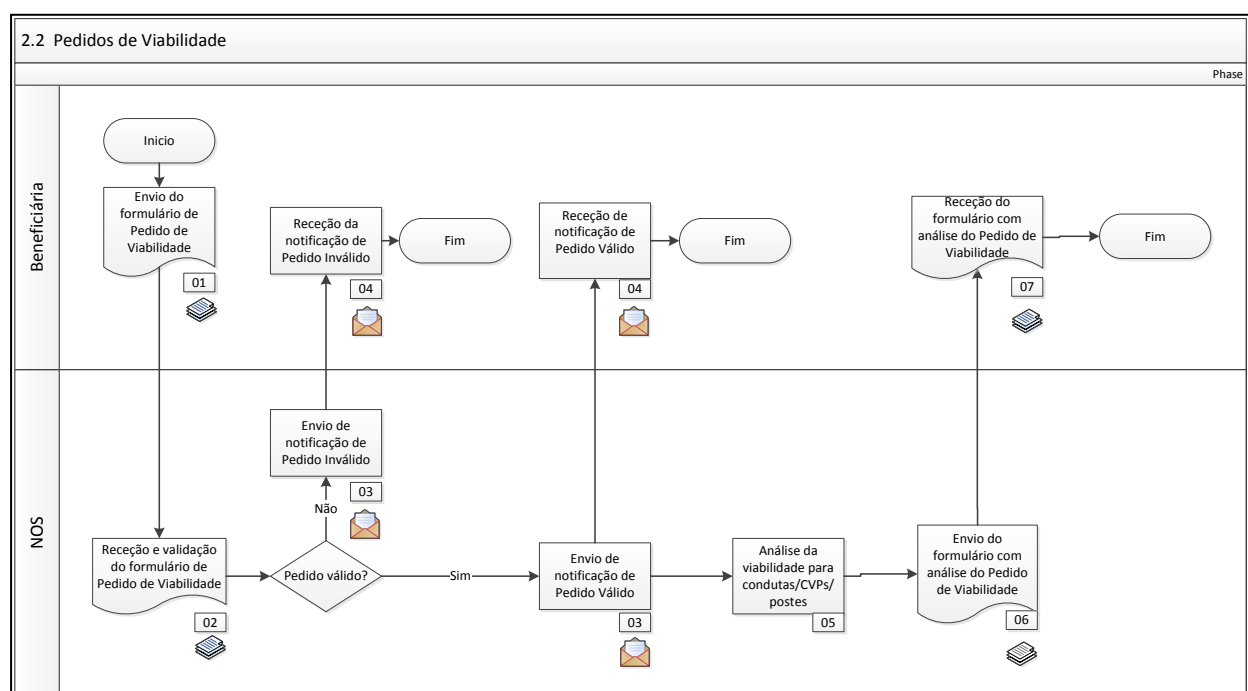 2.2 Pedidos de Viabilidade
Phase
Beneficiária
Inicio
Envio do
formulário de
Pedido de
Viabilidade
01
Receção da
notificação de
Pedido Inválido
04
Fim
Receção de
notificação de
Pedido Válido
04
Fim
Receção do
formulário com
análise do Pedido de
Viabilidade
07
Fim
NOS
Receção e validação
do formulário de
Pedido de Viabilidade
02
Pedido válido?
Não
Envio de
notificação de
Pedido Inválido
03
Sim
Envio de
notificação de
Pedido Válido
03
Análise da
viabilidade para
condutas/CVPs/
postes
05
Envio do
formulário com
análise do Pedido
de Viabilidade
06